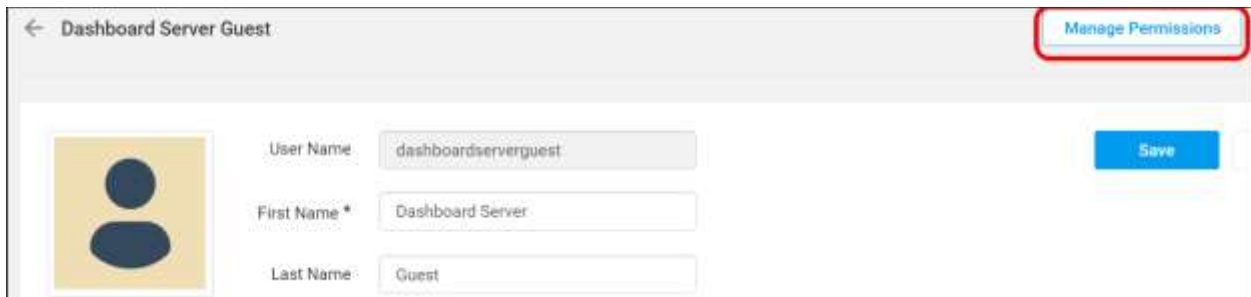 Dashboard Server Guest
Manage Permissions
User Name
dashboardserverguest
Save
First Name *
Dashboard Server
Last Name
Guest